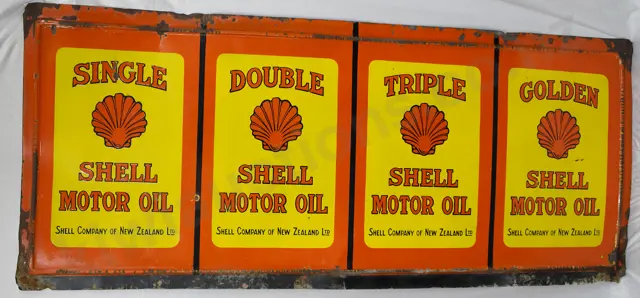 SINGLE
SHELL
MOTOR OIL
SHELL COMPANY OF NEW ZEALAND LTD
DOUBLE
SHELL
MOTOR OIL
SHELL COMPANY OF NEW ZEALAND LTD
TRIPLE
SHELL
MOTOR OIL
SHELL COMPANY OF NEW ZEALAND LTD
GOLDEN
SHELL
MOTOR OIL
SHELL COMPANY OF NEW ZEALAND LTD